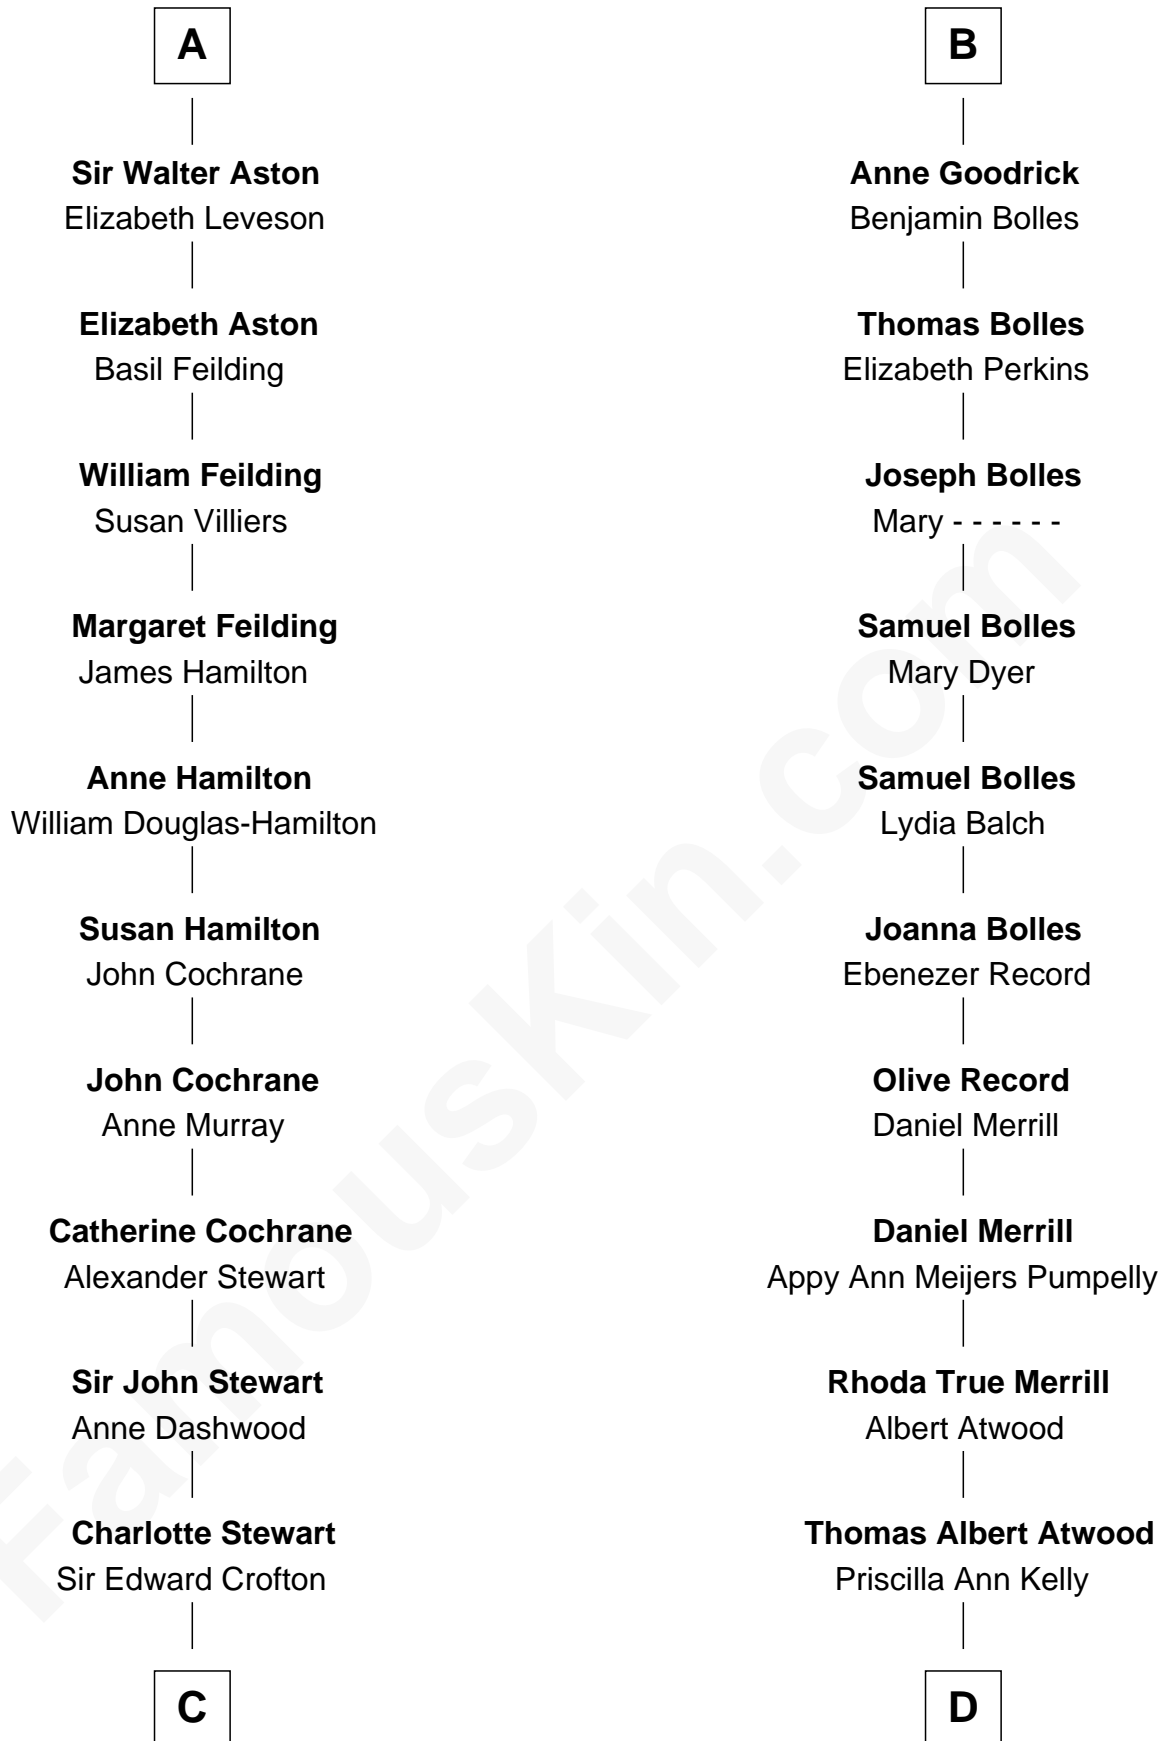 A
Sir Walter Aston
Elizabeth Leveson
Elizabeth Aston
Basil Feilding
William Feilding
Susan Villiers
Margaret Feilding
James Hamilton
Anne Hamilton
William Douglas-Hamilton
Susan Hamilton
John Cochrane
John Cochrane
Anne Murray
Catherine Cochrane
Alexander Stewart
Sir John Stewart
Anne Dashwood
Charlotte Stewart
Sir Edward Crofton
C
B
Anne Goodrick
Benjamin Bolles
Thomas Bolles
Elizabeth Perkins
Joseph Bolles
Mary - - - - - -
Samuel Bolles
Mary Dyer
Samuel Bolles
Lydia Balch
Joanna Bolles
Ebenezer Record
Olive Record
Daniel Merrill
Daniel Merrill
Appy Ann Meijers Pumpelly
Rhoda True Merrill
Albert Atwood
Thomas Albert Atwood
Priscilla Ann Kelly
D
FamousKin.com